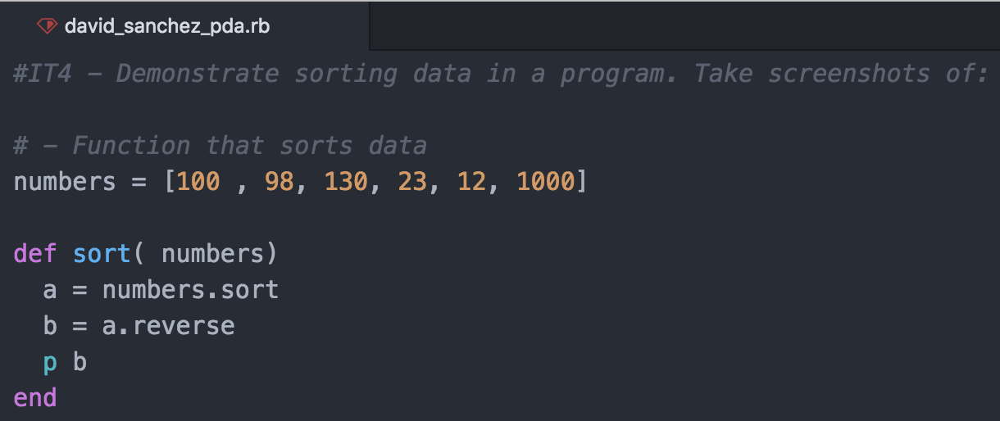 david_sanchez_pda.rb
#IT4 – Demonstrate sorting data in a program. Take screenshots of:
# – Function that sorts data
numbers = [100 , 98, 130, 23, 12, 1000]
def sort( numbers)
  a = numbers.sort
  b = a.reverse
  p b
end